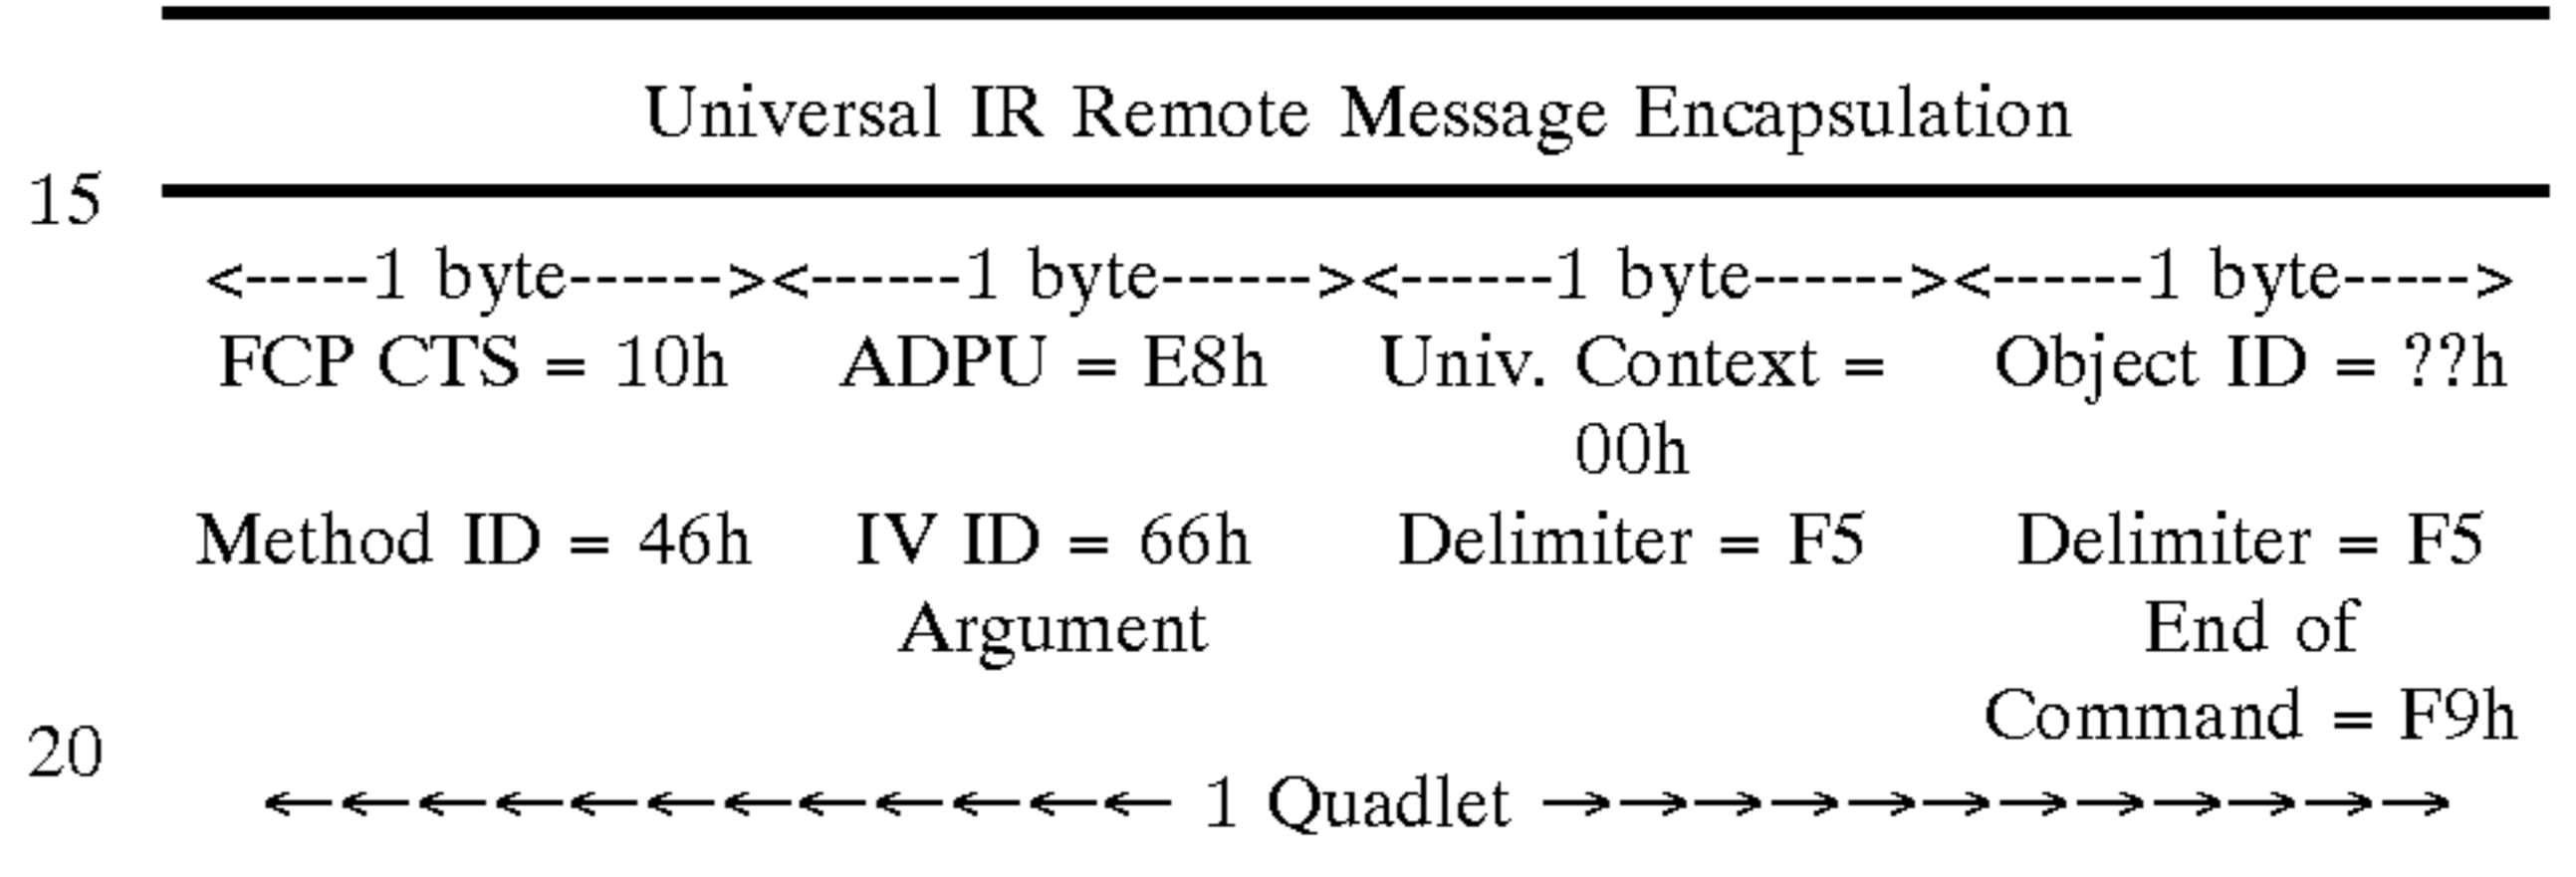 Universal IR Remote Message Encapsulation
15
<-----1 byte------><------1 byte------><------1 byte------><------1 byte----->
FCP CTS = 10h ADPU = E8h Univ. Context = Object ID = ??h
00h
Method ID = 46h IV ID = 66h Delimiter = F5 Delimiter = F5
Argument End of
Command = F9h
20
←←←←←←←←←←←← 1 Quadlet →→→→→→→→→→→→